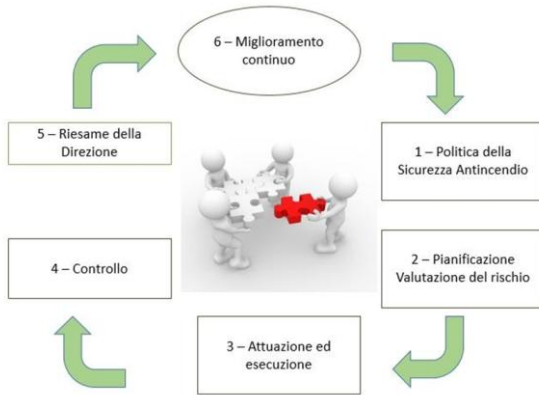 6 – Miglioramento
continuo
1 – Politica della
Sicurezza Antincendio
2 – Pianificazione
Valutazione del rischio
3 – Attuazione ed
esecuzione
4 – Controllo
5 – Riesame della
Direzione